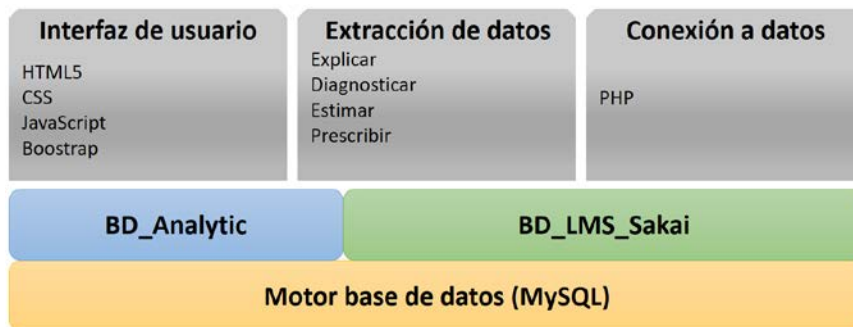 Interfaz de usuario
HTML5
CSS
JavaScript
Boostrap
Extracción de datos
Explicar
Diagnosticar
Estimar
Prescribir
Conexión a datos
PHP
BD_Analytic
BD_LMS_Sakai
Motor base de datos (MySQL)